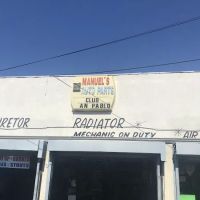 MANUEL'S
AUTO PARTS
CLUB
AN PABLO
RETOR RADIATOR AIR
MECHANIC ON DUTY